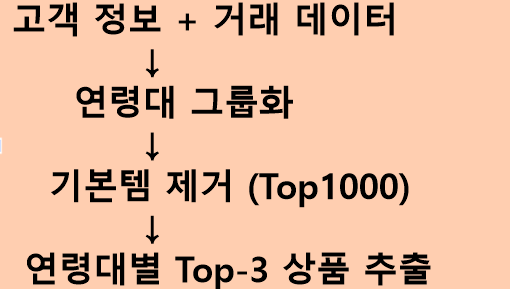 고객 정보 + 거래 데이터
↓
연령대 그룹화
↓
기본템 제거 (Top1000)
↓
연령대별 Top-3 상품 추출